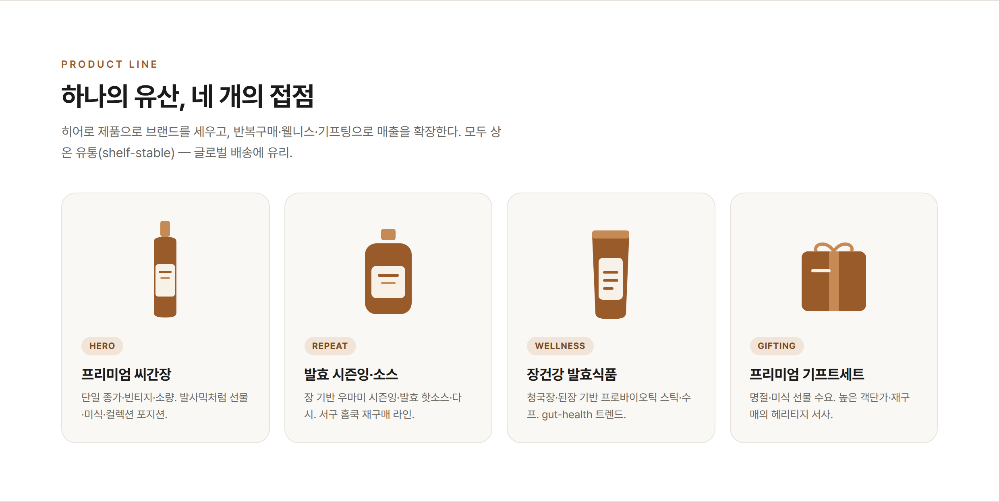 PRODUCT LINE
하나의 유산, 네 개의 접점
히어로 제품으로 브랜드를 세우고, 반복구매·웰니스·기프팅으로 매출을 확장한다. 모두 상
온 유통(shelf-stable) — 글로벌 배송에 유리.
HERO
프리미엄 씨간장
단일 종가·빈티지·소량. 발사믹처럼 선물
·미식·컬렉션 포지션.
REPEAT
발효 시즌잉·소스
장 기반 우마미 시즌잉·발효 핫소스·다
시. 서구 홈쿡 재구매 라인.
WELLNESS
장건강 발효식품
청국장·된장 기반 프로바이오틱 스틱·수
프. gut-health 트렌드.
GIFTING
프리미엄 기프트세트
명절·미식 선물 수요. 높은 객단가·재구
매의 헤리티지 서사.